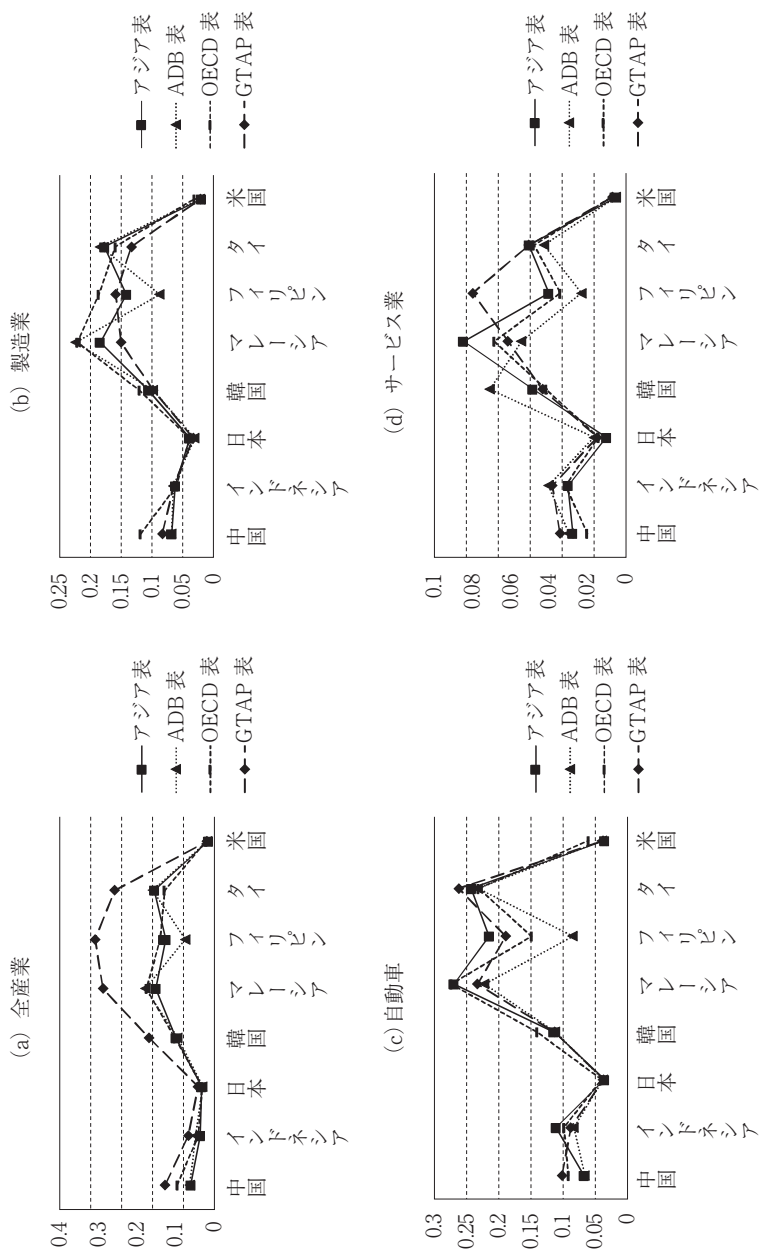 (a) 全産業
0.4
0.3
0.2
0.1
0
中国
インドネシア
日本
韓国
マレーシア
フィリピン
タイ
米国
アジア表
ADB 表
OECD 表
GTAP 表
(b) 製造業
0.25
0.2
0.15
0.1
0.05
0
中国
インドネシア
日本
韓国
マレーシア
フィリピン
タイ
米国
アジア表
ADB 表
OECD 表
GTAP 表
(c)自動車
0.3
0.25
0.2
0.15
0.1
0.05
0
中国
インドネシア
日本
韓国
マレーシア
フィリピン
タイ
米国
アジア表
ADB 表
OECD 表
GTAP 表
(d) サービス業
0.1
0.08
0.06
0.04
0.02
0
中国
インドネシア
日本
韓国
マレーシア
フィリピン
タイ
米国
アジア表
ADB 表
OECD 表
GTAP 表